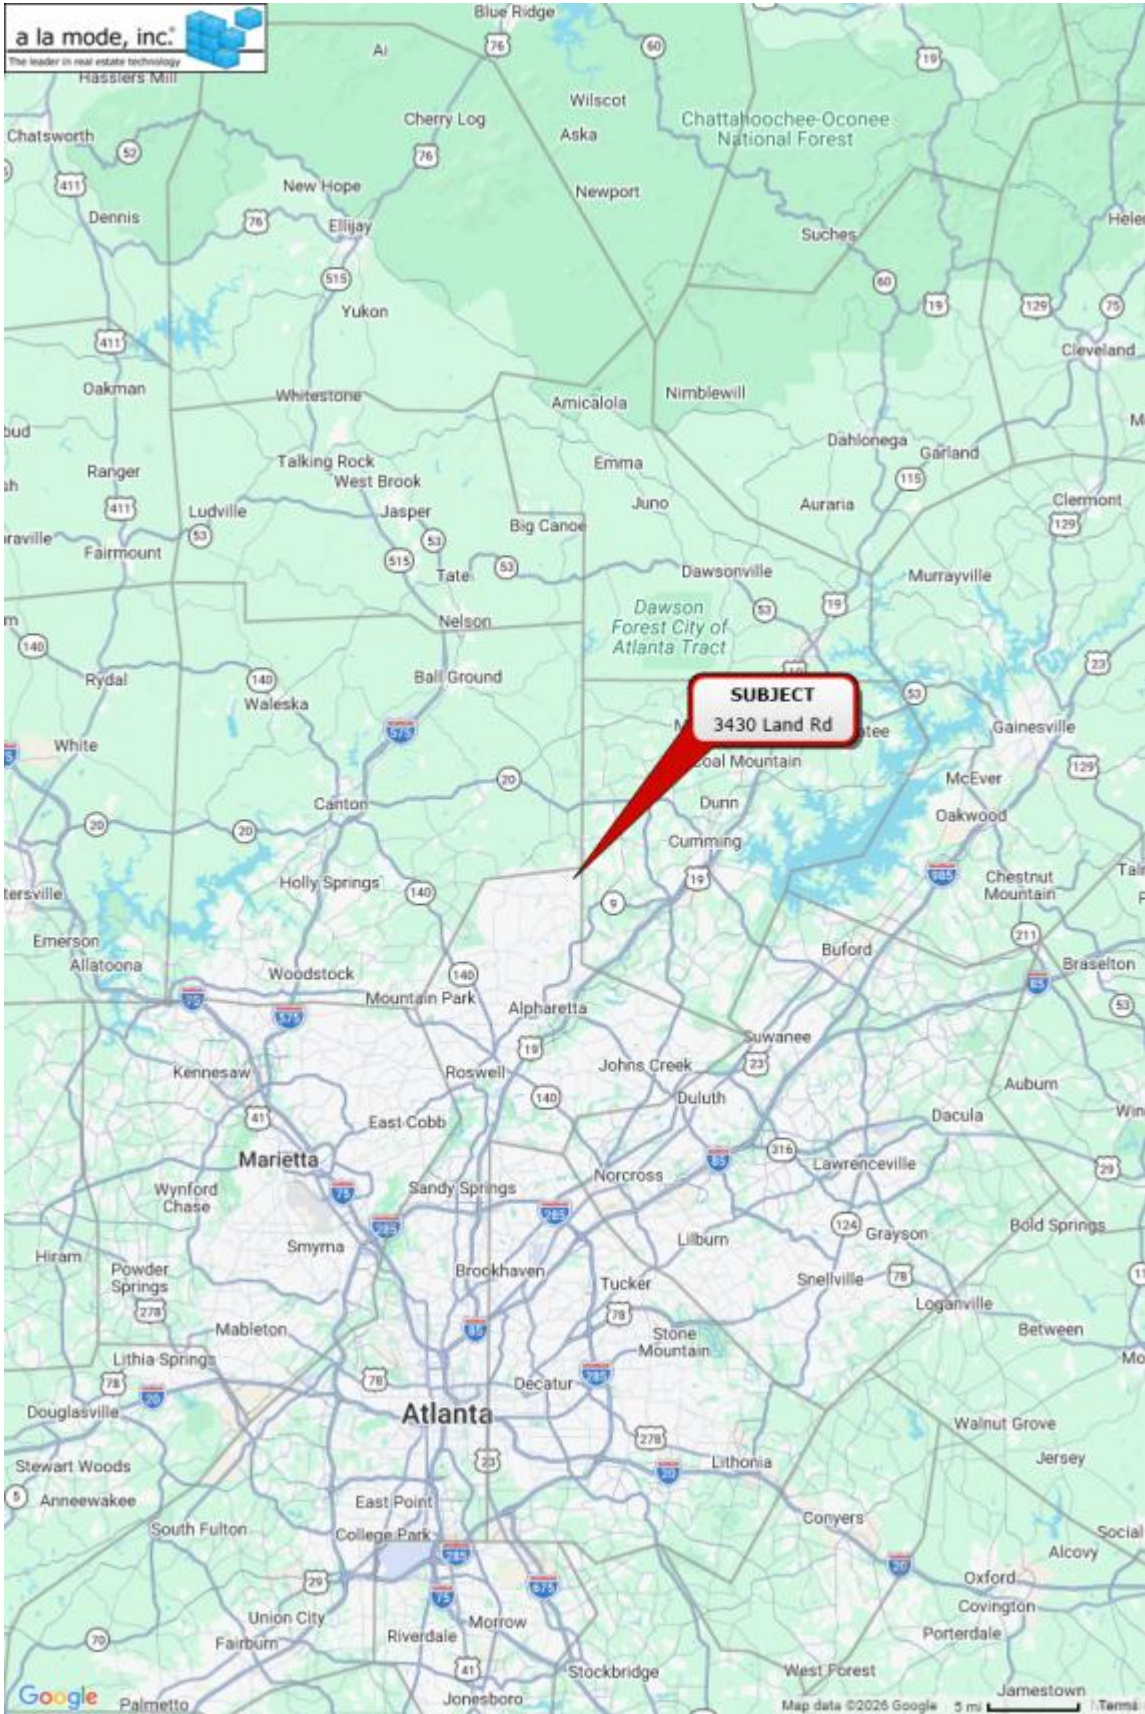 a la mode, inc.®
The leader in real estate technology
Blue Ridge
76
60
19
Ai
Hasslers Mill
Wilscot
Cherry Log
Aska
Chattahoochee-Oconee
National Forest
Chatsworth
52
76
411
New Hope
Newport
Dennis
76
Ellijay
Suches
515
60
Yukon
19
129
75
411
Cleveland
Oakman
Whitestone
Amicalola
Nimblewill
Dahlonega
Garland
Talking Rock
Emma
Ranger
West Brook
115
411
Ludville
Jasper
Juno
Auraria
Clermont
Big Canoe
129
53
53
Fairmount
515
Tate
53
Dawsonville
Murrayville
Nelson
Dawson
Forest City of
Atlanta Tract
53
19
140
23
Rydal
140
Ball Ground
Waleska
SUBJECT
3430 Land Rd
53
575
Gainesville
White
Coal Mountain
129
20
McEver
Canton
Dunn
Oakwood
20
20
Cumming
Holly Springs
140
19
985
Chestnut
Mountain
9
211
Emerson
Allatoona
Woodstock
140
Buford
Braselton
75
Mountain Park
85
575
Alpharetta
53
19
Suwanee
Kennesaw
Roswell
Johns Creek
23
140
Duluth
Auburn
41
East Cobb
Dacula
Marietta
85
316
Lawrenceville
29
Norcross
Wynford
Chase
75
Sandy Springs
285
285
124
Grayson
Bold Springs
Smyrna
Lilburn
Hiram
Powder
Springs
Brookhaven
Tucker
Snellville
78
278
78
Loganville
Mableton
85
Stone
Mountain
Between
Lithia Springs
78
20
78
Decatur
285
Douglasville
Atlanta
Walnut Grove
278
Stewart Woods
23
20
Lithonia
Jersey
5
Anneewakee
East Point
Conyers
South Fulton
College Park
Social
285
Alcovy
29
75
675
20
Oxford
Covington
Union City
Morrow
Porterdale
70
Fairburn
Riverdale
41
Stockbridge
West Forest
Google
Palmetto
Jonesboro
Jamestown
Map data ©2026 Google
5 mi
Terms